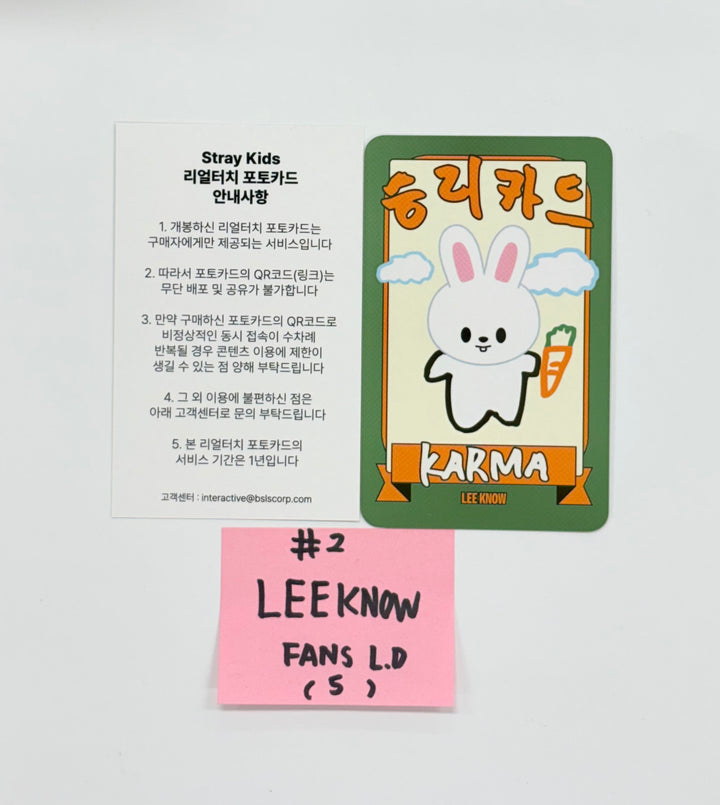 Stray Kids
리얼터치 포토카드
안내사항
1. 개봉하신 리얼터치 포토카드는
구매자에게만 제공되는 서비스입니다
2. 따라서 포토카드의 QR코드(링크)는
무단 배포 및 공유가 불가합니다
3. 만약 구매하신 포토카드의 QR코드로
비정상적인 동시 접속이 수차례
반복될 경우 콘텐츠 이용에 제한이
생길 수 있는 점 양해 부탁드립니다
4. 그 외 이용에 불편하신 점은
아래 고객센터로 문의 부탁드립니다
5. 본 리얼터치 포토카드의
서비스 기간은 1년입니다
고객센터 : interactive@bslscorp.com
승리카드
KARMA
LEE KNOW
#2
LEEKNOW
FANS L.D
(5)